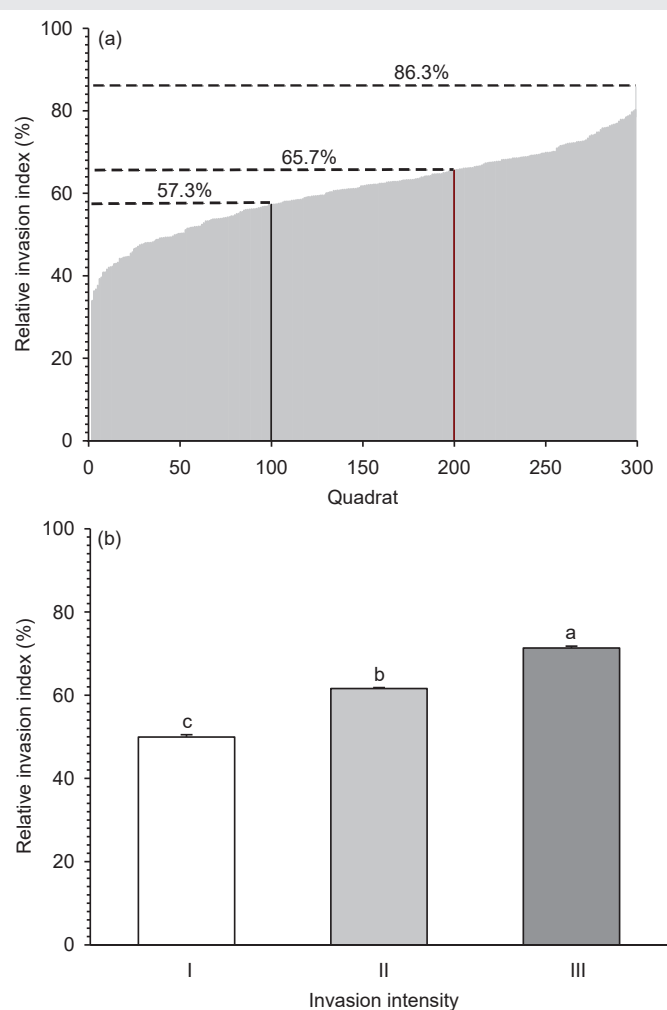 (a)
Relative invasion index (%)
100
80
60
40
20
0
86.3%
65.7%
57.3%
0 50 100 150 200 250 300
Quadrat
(b)
Relative invasion index (%)
100
80
60
40
20
0
c
b
a
I II III
Invasion intensity